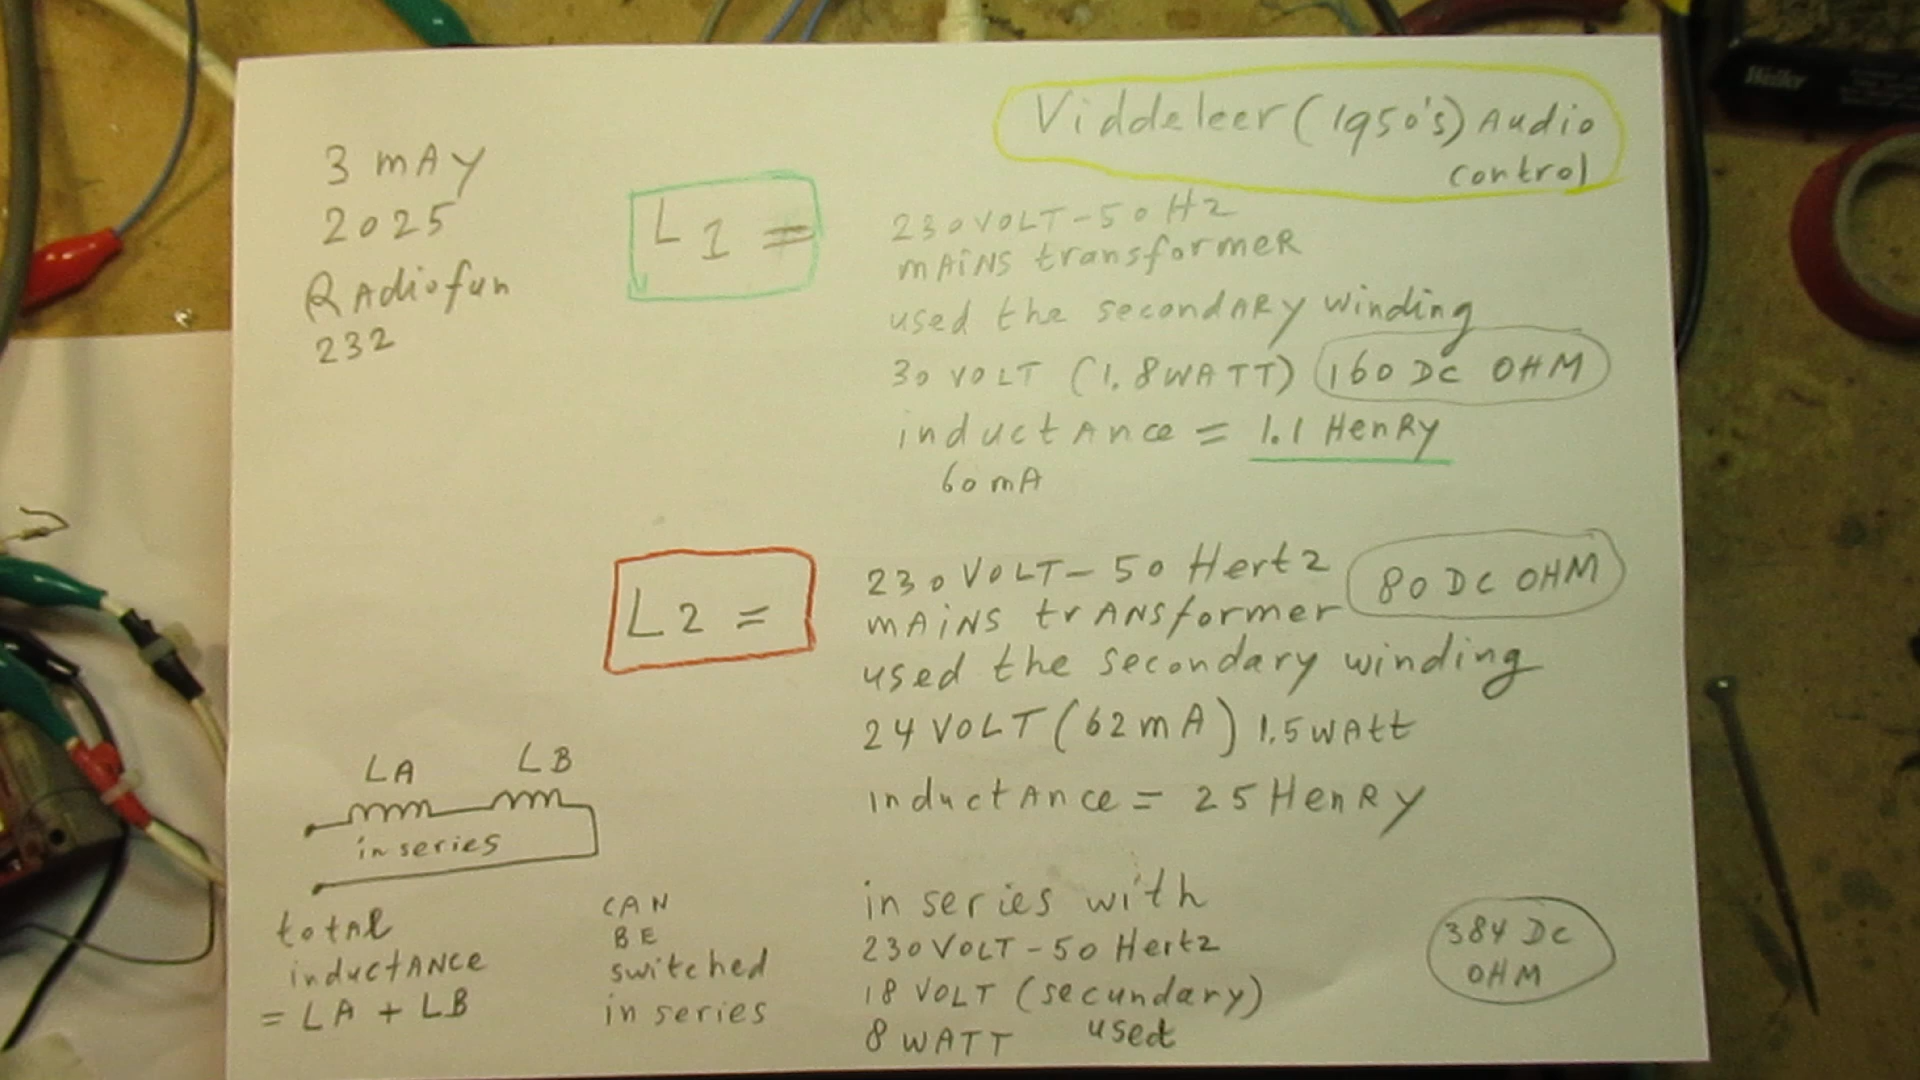 Viddeleer (1950's) Audio
control
3 MAY
2025
RAdiofun
232
L1 =
230 VOLT - 50 HZ
MAiNS transformeR
used the secondARY winding
30 VOLT (1.8WATT) 160 DC OHM
inductAnce = 1.1 HenRy
60 mA
L2 =
230 VOLT - 50 Hertz 80 DC OHM
MAiNS trANSformer
used the secondary winding
24 VOLT (62mA) 1.5 WAtt
inductAnce = 25 HenRy
LA LB
in series
totAl
inductANCE
= LA + LB
CAN
BE
switched
in series
in series with
230 VOLT - 50 Hertz
18 VOLT (secundary)
8 WATT used
384 DC
OHM
Hidky